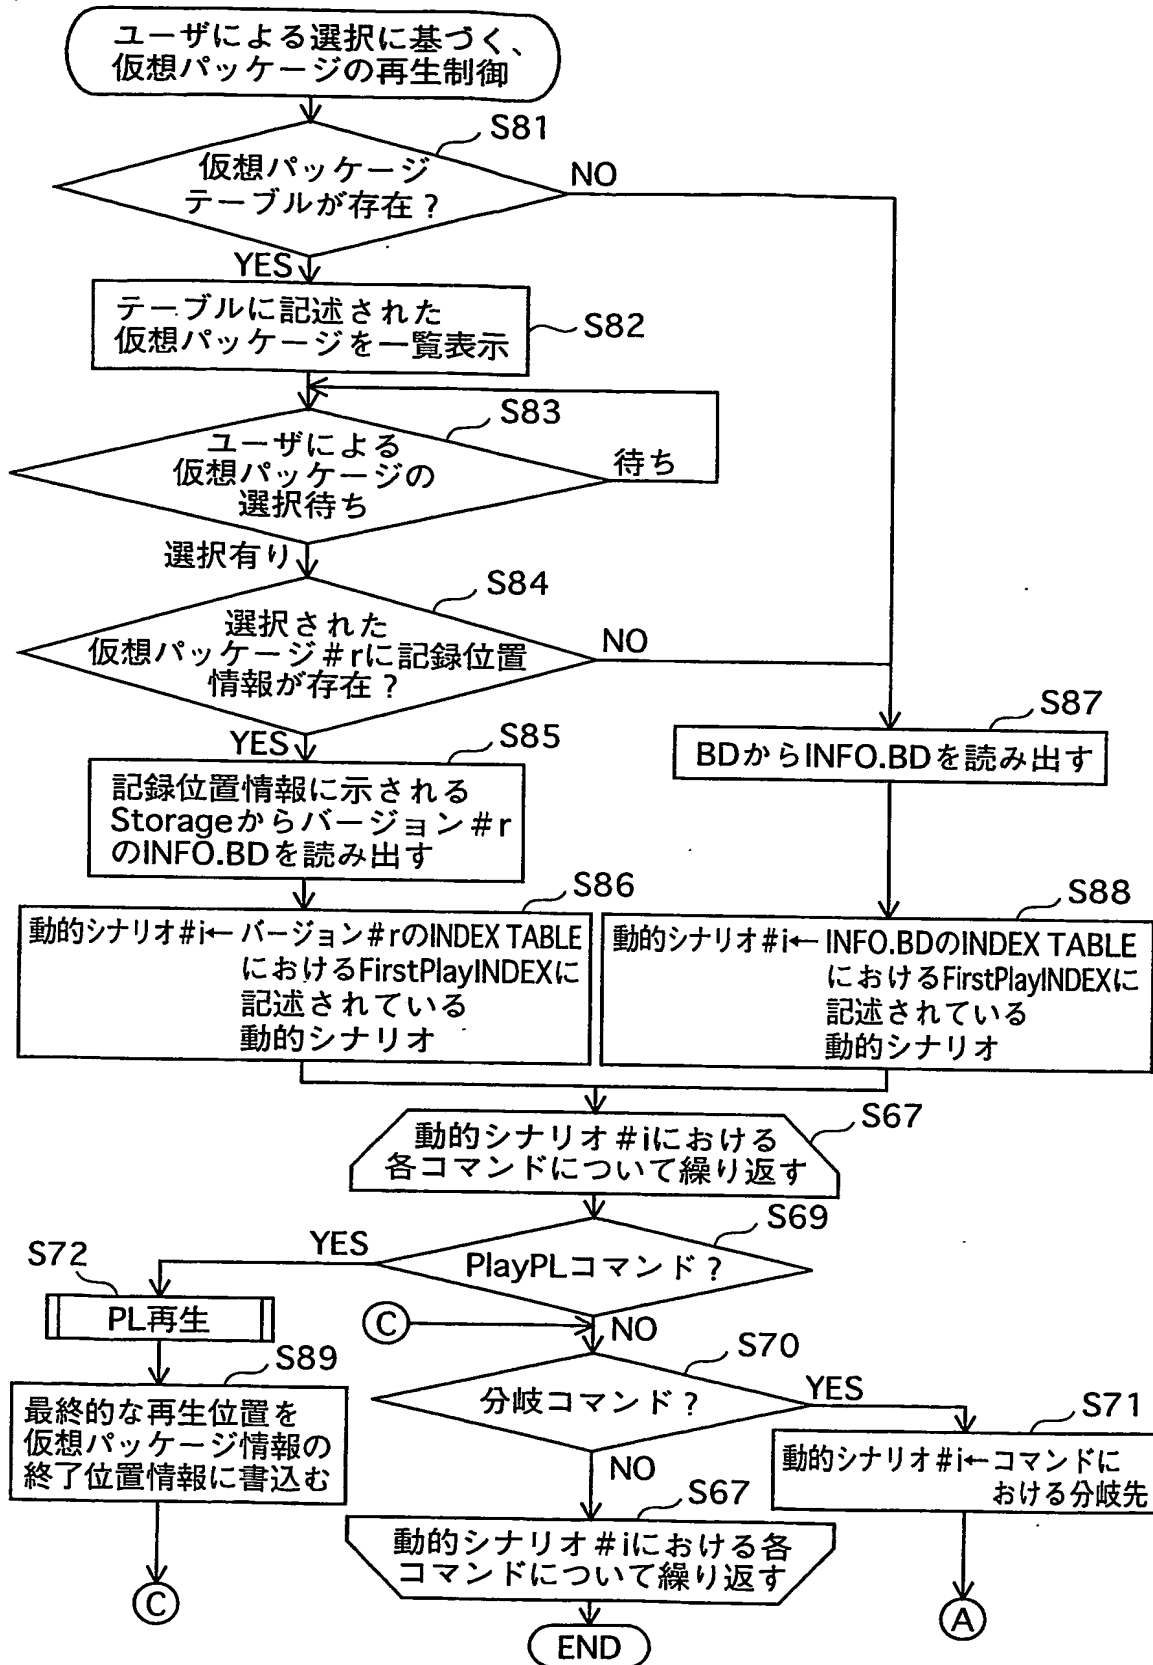 ユーザによる選択に基づく、
仮想パッケージの再生制御
S81
仮想パッケージ
テーブルが存在？
NO
YES
テーブルに記述された
仮想パッケージを一覧表示
S82
S83
ユーザによる
仮想パッケージの
選択待ち
待ち
選択有り
S84
選択された
仮想パッケージ#rに記録位置
情報が存在？
NO
YES
S85
記録位置情報に示される
Storageからバージョン#r
のINFO.BDを読み出す
S87
BDからINFO.BDを読み出す
S86
動的シナリオ#i←バージョン#rのINDEX TABLE
におけるFirstPlayINDEXに
記述されている
動的シナリオ
S88
動的シナリオ#i←INFO.BDのINDEX TABLE
におけるFirstPlayINDEXに
記述されている
動的シナリオ
S67
動的シナリオ#iにおける
各コマンドについて繰り返す
S69
PlayPLコマンド？
YES
S72
PL再生
C
NO
S89
最終的な再生位置を
仮想パッケージ情報の
終了位置情報に書込む
C
S70
分岐コマンド？
YES
S71
動的シナリオ#i←コマンドに
おける分岐先
A
NO
S67
動的シナリオ#iにおける各
コマンドについて繰り返す
END